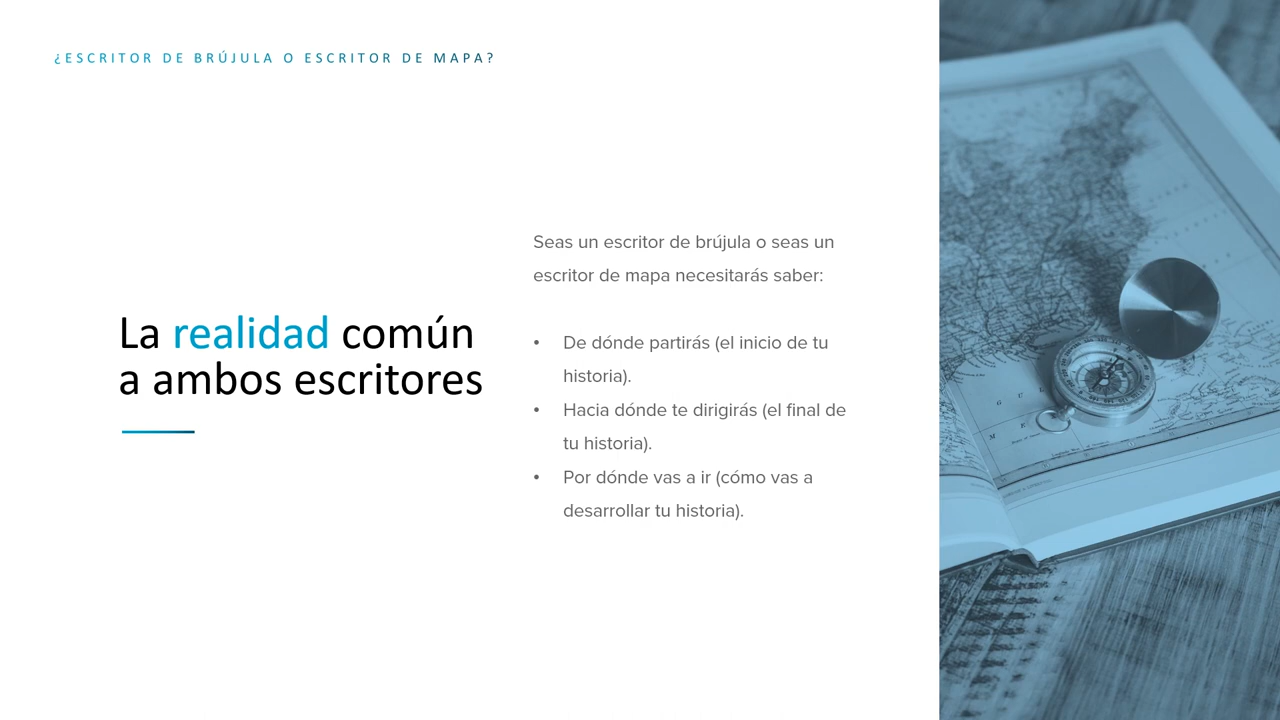 ¿ESCRITOR DE BRÚJULA O ESCRITOR DE MAPA?
La realidad común
a ambos escritores
Seas un escritor de brújula o seas un
escritor de mapa necesitarás saber:
• De dónde partirás (el inicio de tu
historia).
• Hacia dónde te dirigirás (el final de
tu historia).
• Por dónde vas a ir (cómo vas a
desarrollar tu historia).